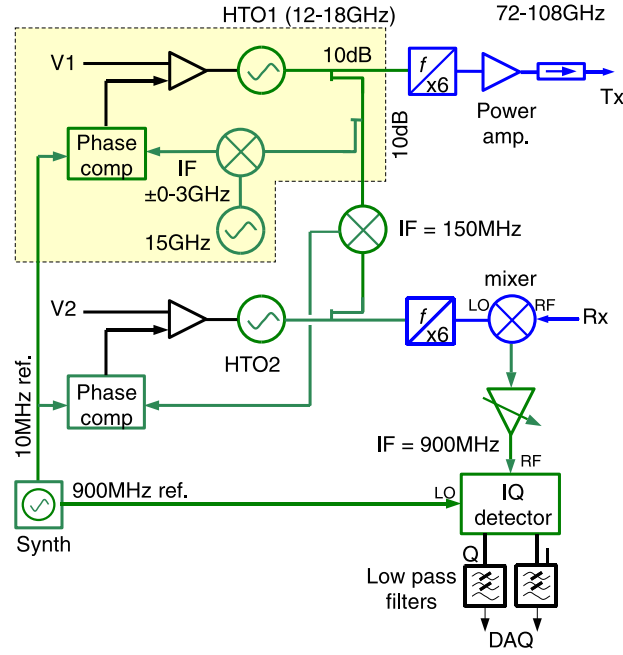 HTO1 (12-18GHz)
72-108GHz
V1
10dB
f
x6
Tx
Power
amp.
10dB
Phase
comp
IF
±0-3GHz
15GHz
IF = 150MHz
mixer
V2
LO
RF
Rx
f
x6
HTO2
10MHz ref.
Phase
comp
IF = 900MHz
RF
900MHz ref.
LO
IQ
detector
Synth
Q
I
Low pass
filters
DAQ